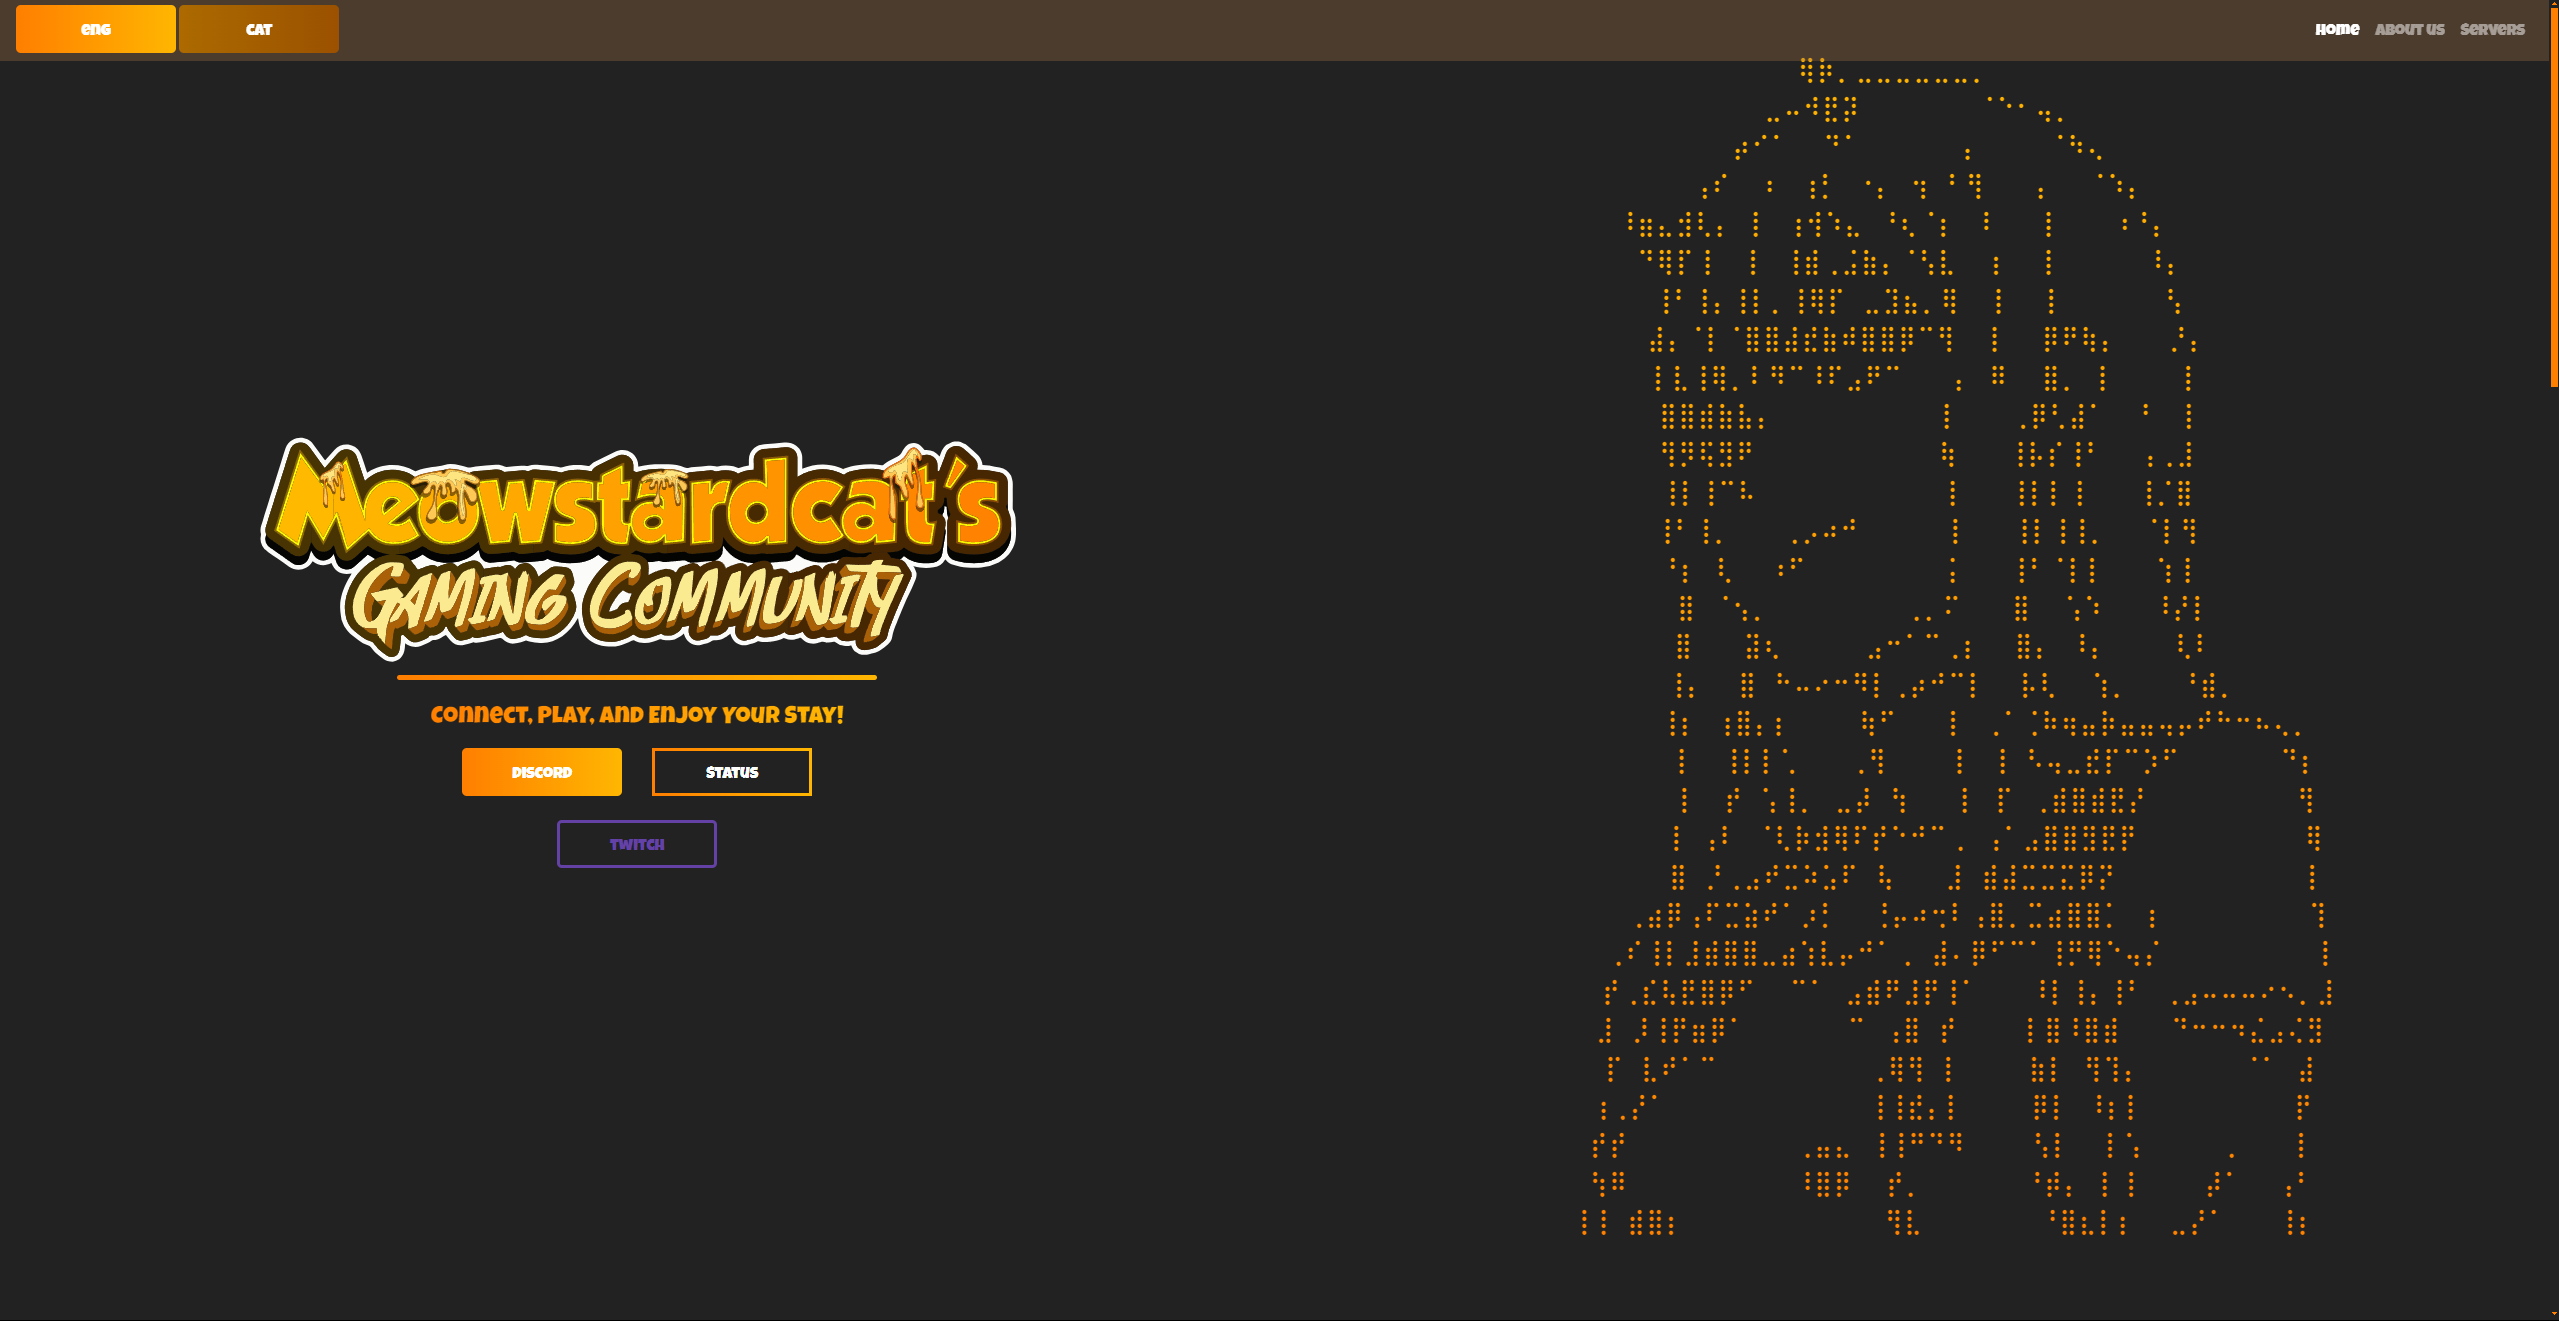 ENG CAT Home About us Servers
Meowstardcat's
Gaming Community
Connect, Play, and Enjoy your stay!
Discord Status
Twitch